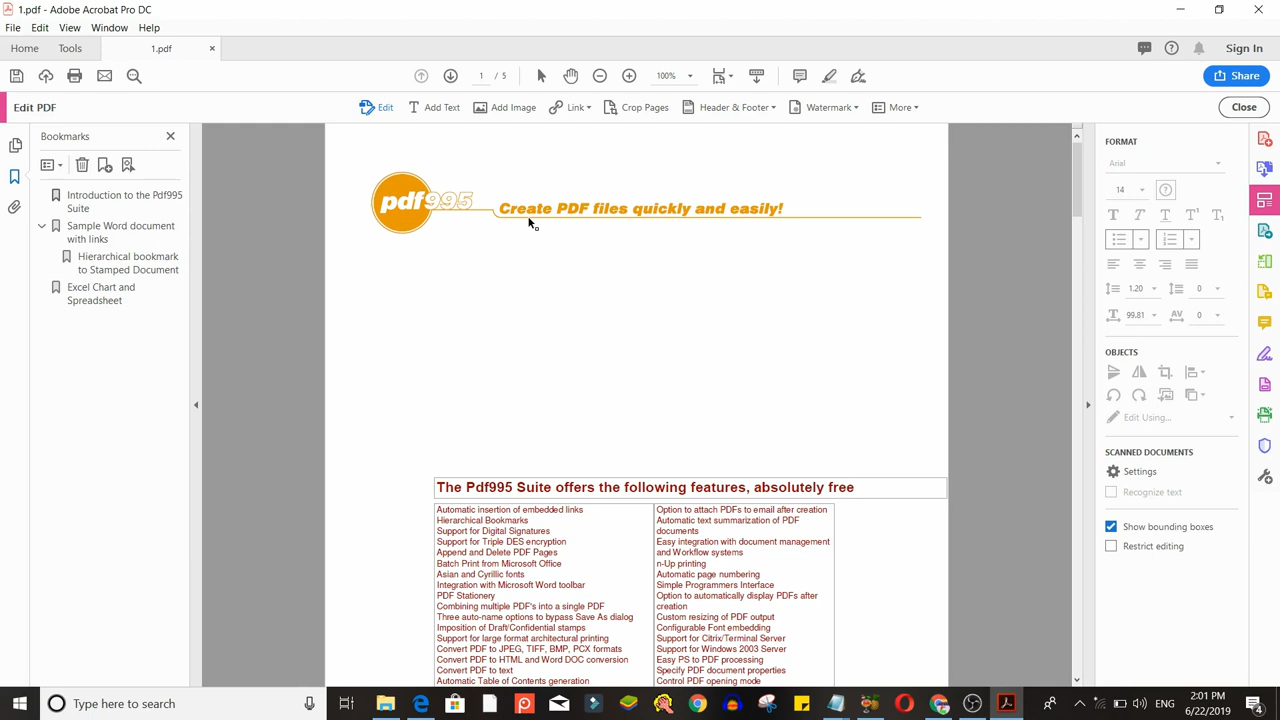 1.pdf - Adobe Acrobat Pro DC
File Edit View Window Help
Home Tools 1.pdf Sign In
1 / 5 100% Share
Edit PDF Edit Add Text Add Image Link Crop Pages Header & Footer Watermark More Close
Bookmarks
Introduction to the Pdf995
Suite
Sample Word document
with links
Hierarchical bookmark
to Stamped Document
Excel Chart and
Spreadsheet
pdf995 Create PDF files quickly and easily!
The Pdf995 Suite offers the following features, absolutely free
Automatic insertion of embedded links
Hierarchical Bookmarks
Support for Digital Signatures
Support for Triple DES encryption
Append and Delete PDF Pages
Batch Print from Microsoft Office
Asian and Cyrillic fonts
Integration with Microsoft Word toolbar
PDF Stationery
Combining multiple PDF's into a single PDF
Three auto-name options to bypass Save As dialog
Imposition of Draft/Confidential stamps
Support for large format architectural printing
Convert PDF to JPEG, TIFF, BMP, PCX formats
Convert PDF to HTML and Word DOC conversion
Convert PDF to text
Automatic Table of Contents generation
Option to attach PDFs to email after creation
Automatic text summarization of PDF
documents
Easy integration with document management
and Workflow systems
n-Up printing
Automatic page numbering
Simple Programmers Interface
Option to automatically display PDFs after
creation
Custom resizing of PDF output
Configurable Font embedding
Support for Citrix/Terminal Server
Support for Windows 2003 Server
Easy PS to PDF processing
Specify PDF document properties
Control PDF opening mode
FORMAT
Arial
14
1.20 0
99.81 0
OBJECTS
Edit Using...
SCANNED DOCUMENTS
Settings
Recognize text
Show bounding boxes
Restrict editing
Type here to search
ENG
2:01 PM
6/22/2019